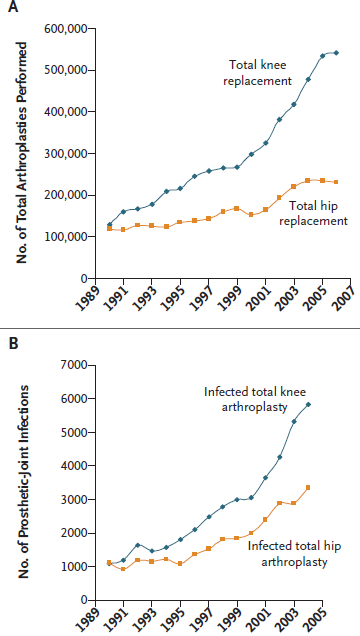 A
No. of Total Arthroplasties Performed
600,000
500,000
400,000
300,000
200,000
100,000
0
Total knee
replacement
Total hip
replacement
1989
1991
1993
1995
1997
1999
2001
2003
2005
2007
B
No. of Prosthetic-Joint Infections
7000
6000
5000
4000
3000
2000
1000
0
Infected total knee
arthroplasty
Infected total hip
arthroplasty
1989
1991
1993
1995
1997
1999
2001
2003
2005